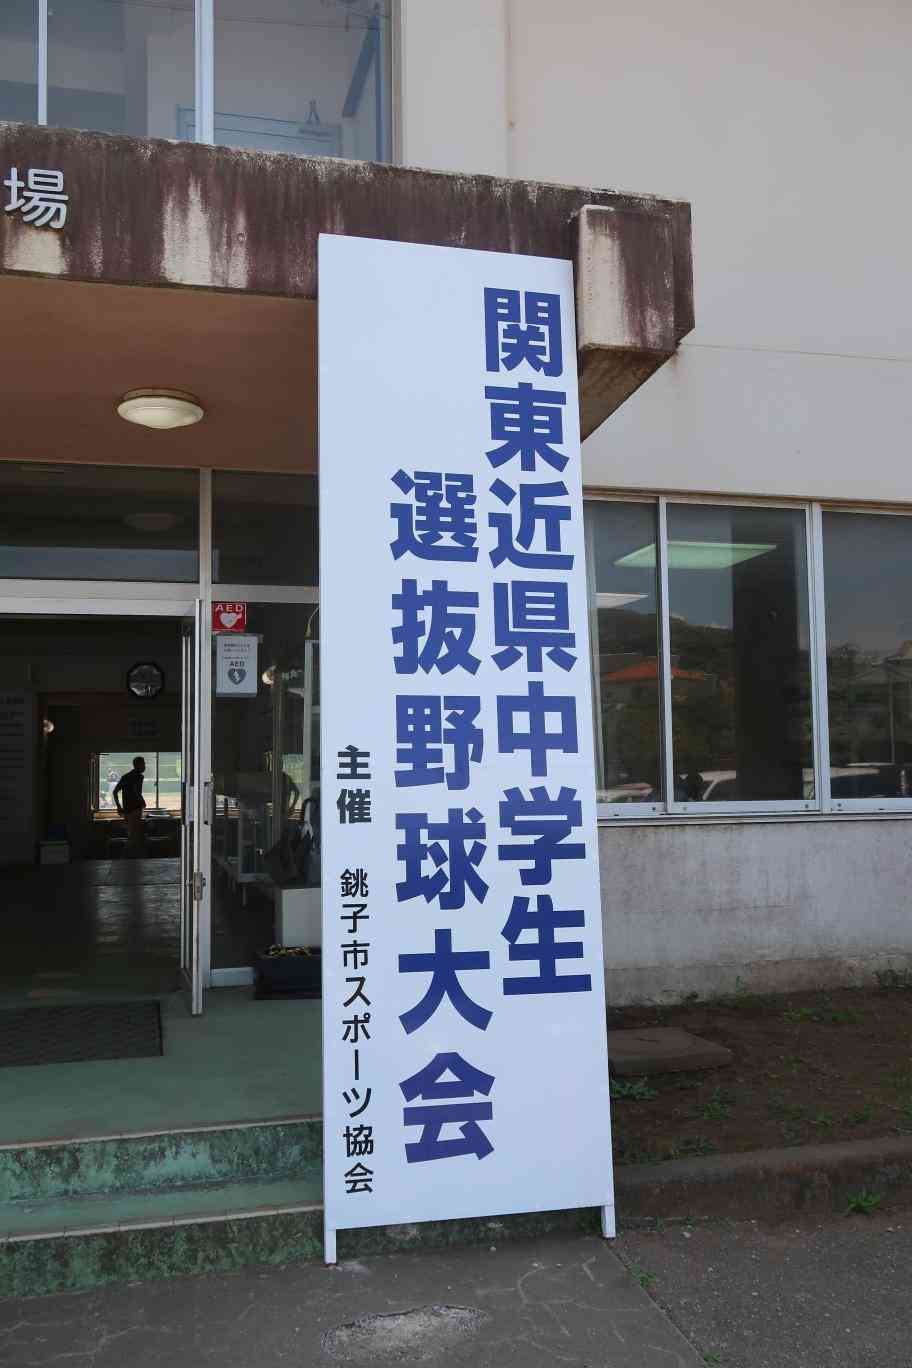 場
関東近県中学生
選抜野球大会
主催 銚子市スポーツ協会
AED
AED